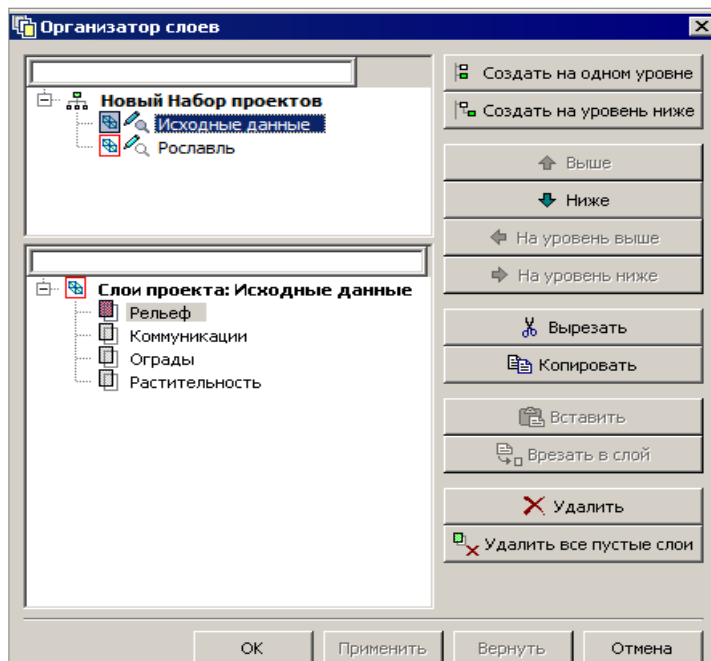 Организатор слоев
Новый Набор проектов
Исходные данные
Рославль
Слои проекта: Исходные данные
Рельеф
Коммуникации
Ограды
Растительность
Создать на одном уровне
Создать на уровень ниже
Выше
Ниже
На уровень выше
На уровень ниже
Вырезать
Копировать
Вставить
Врезать в слой
Удалить
Удалить все пустые слои
ОК
Применить
Вернуть
Отмена